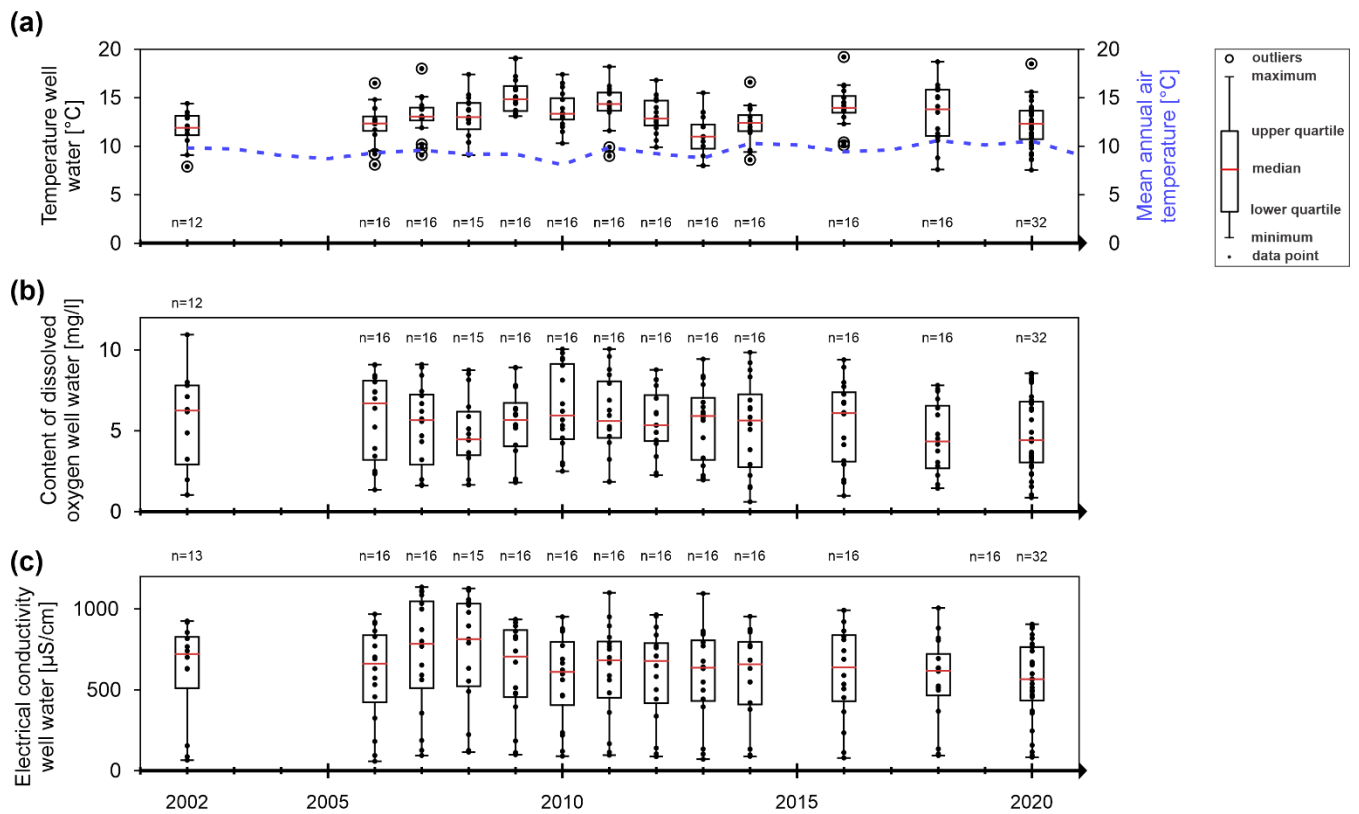 (a)
20
15
10
5
0
Temperature well
water [°C]
n=12
n=16
n=16
n=15
n=16
n=16
n=16
n=16
n=16
n=16
n=16
n=16
n=32
20
15
10
5
0
Mean annual air
temperature [°C]
outliers
maximum
upper quartile
median
lower quartile
minimum
data point
(b)
n=12
n=16
n=16
n=15
n=16
n=16
n=16
n=16
n=16
n=16
n=16
n=16
n=32
10
5
0
Content of dissolved
oxygen well water [mg/l]
(c)
n=13
n=16
n=16
n=15
n=16
n=16
n=16
n=16
n=16
n=16
n=16
n=16
n=32
1000
500
0
Electrical conductivity
well water [µS/cm]
2002
2005
2010
2015
2020